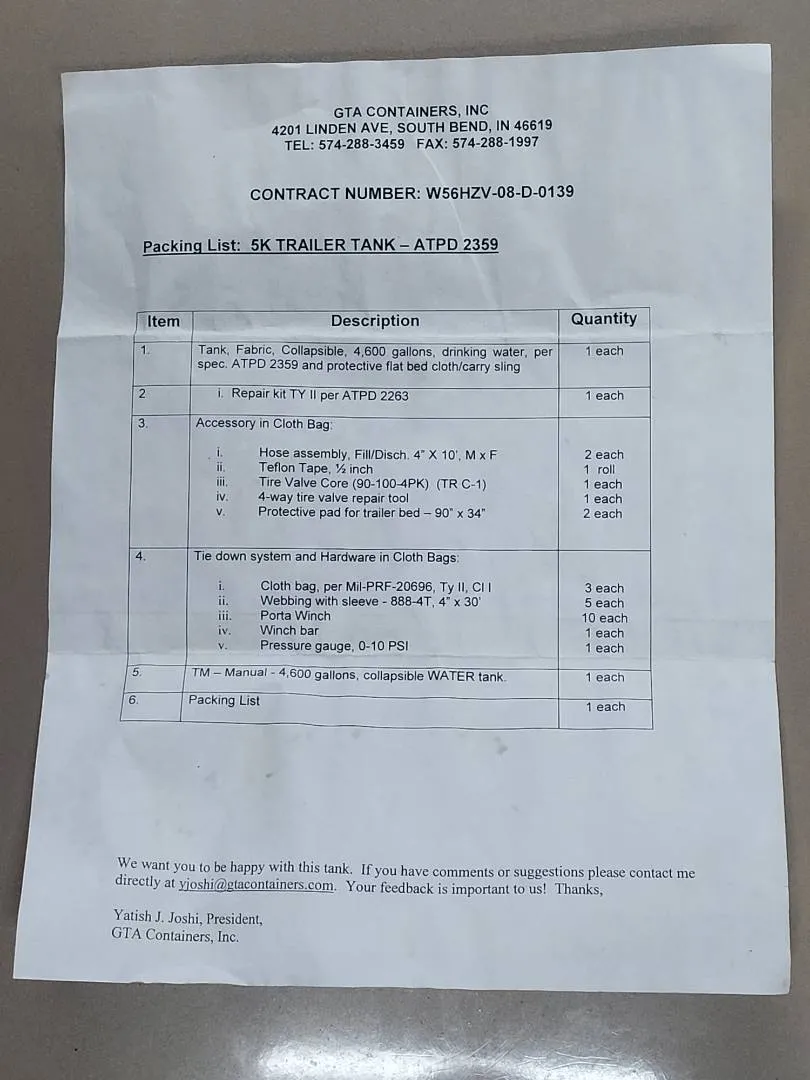 GTA CONTAINERS, INC
4201 LINDEN AVE, SOUTH BEND, IN 46619
TEL: 574-288-3459 FAX: 574-288-1997
CONTRACT NUMBER: W56HZV-08-D-0139
Packing List: 5K TRAILER TANK – ATPD 2359
Item Description Quantity
1. Tank, Fabric, Collapsible, 4,600 gallons, drinking water, per 1 each
spec. ATPD 2359 and protective flat bed cloth/carry sling
2 i. Repair kit TY II per ATPD 2263 1 each
3. Accessory in Cloth Bag:
i. Hose assembly, Fill/Disch. 4" X 10', M x F 2 each
ii. Teflon Tape, ½ inch 1 roll
iii. Tire Valve Core (90-100-4PK) (TR C-1) 1 each
iv. 4-way tire valve repair tool 1 each
v. Protective pad for trailer bed – 90" x 34" 2 each
4. Tie down system and Hardware in Cloth Bags:
i. Cloth bag, per Mil-PRF-20696, Ty II, Cl I 3 each
ii. Webbing with sleeve - 888-4T, 4" x 30' 5 each
iii. Porta Winch 10 each
iv. Winch bar 1 each
v. Pressure gauge, 0-10 PSI 1 each
5. TM – Manual - 4,600 gallons, collapsible WATER tank. 1 each
6. Packing List 1 each
We want you to be happy with this tank. If you have comments or suggestions please contact me
directly at yjoshi@gtacontainers.com. Your feedback is important to us! Thanks,
Yatish J. Joshi, President,
GTA Containers, Inc.